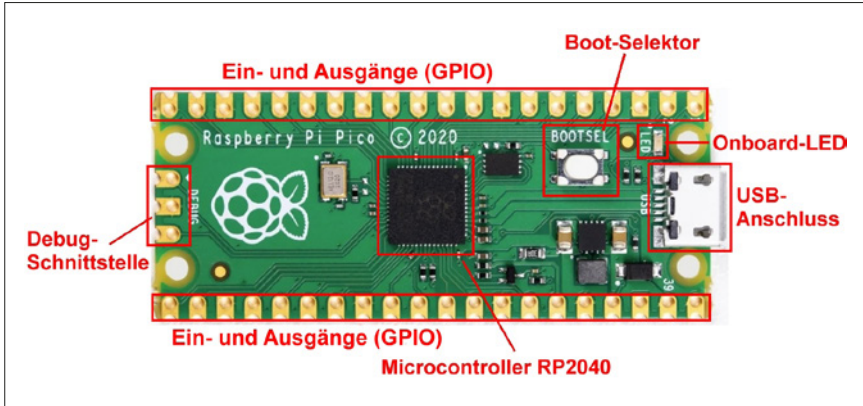 Boot-Selektor
Ein- und Ausgänge (GPIO)
Raspberry Pi Pico © 2020
BOOTSEL
LED
Onboard-LED
DEBUG
USB
USB-
Anschluss
Debug-
Schnittstelle
39
Ein- und Ausgänge (GPIO)
Microcontroller RP2040